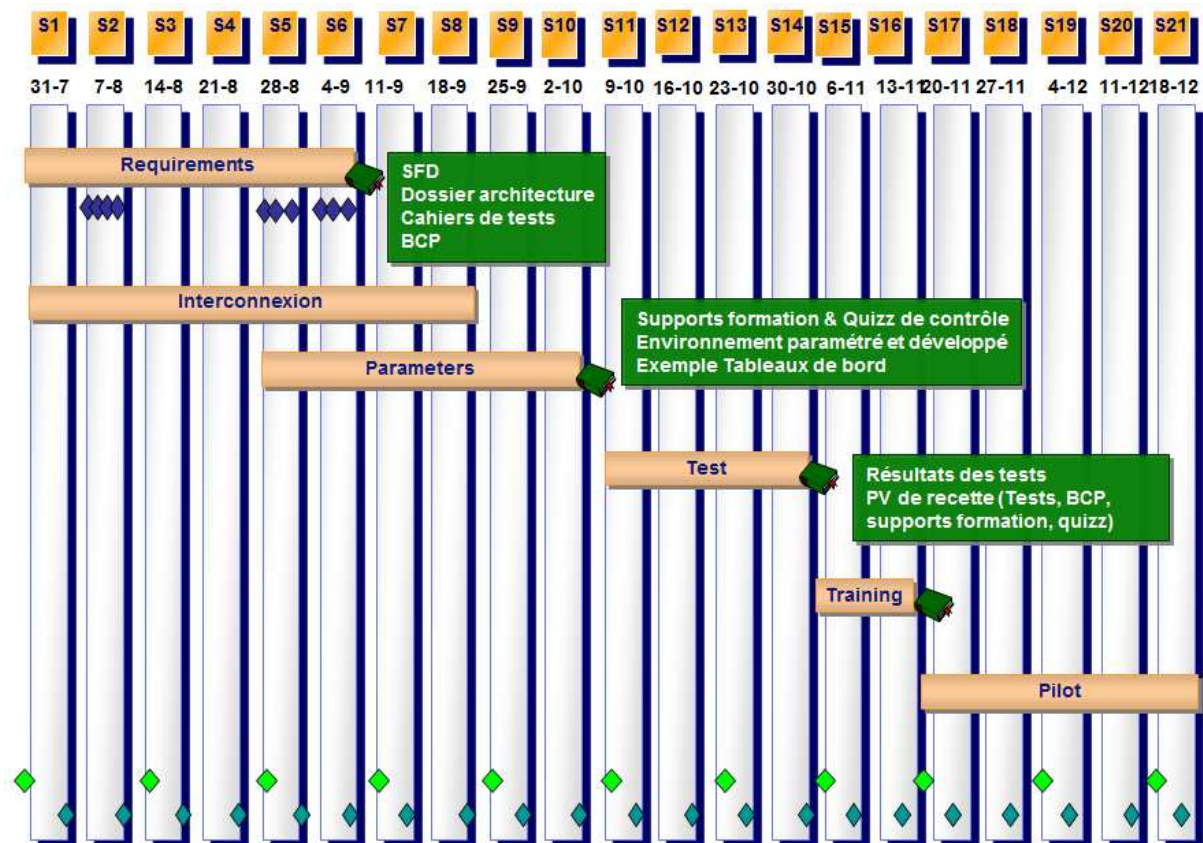 S1 S2 S3 S4 S5 S6 S7 S8 S9 S10 S11 S12 S13 S14 S15 S16 S17 S18 S19 S20 S21
31-7 7-8 14-8 21-8 28-8 4-9 11-9 18-9 25-9 2-10 9-10 16-10 23-10 30-10 6-11 13-11 20-11 27-11 4-12 11-12 18-12
Requirements
SFD
Dossier architecture
Cahiers de tests
BCP
Interconnexion
Supports formation & Quizz de contrôle
Environnement paramétré et développé
Exemple Tableaux de bord
Parameters
Test
Résultats des tests
PV de recette (Tests, BCP,
supports formation, quizz)
Training
Pilot